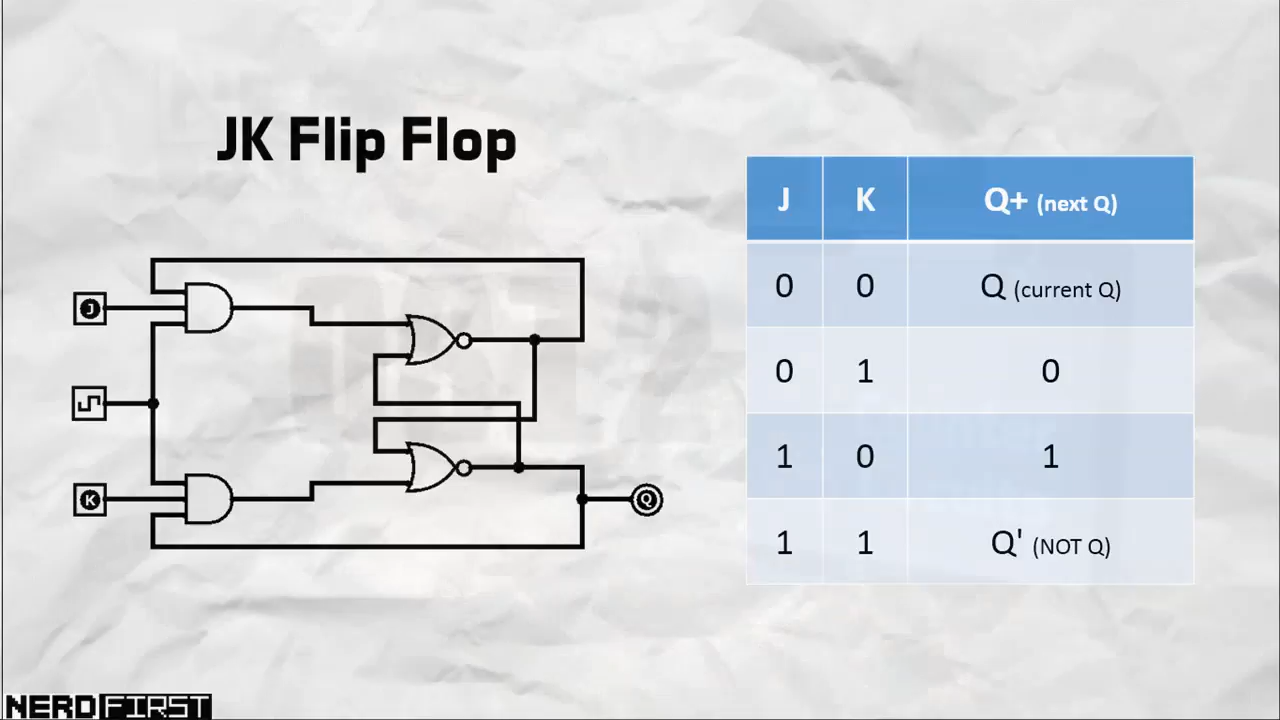 JK Flip Flop
J K Q+ (next Q)
0 0 Q (current Q)
0 1 0
1 0 1
1 1 Q' (NOT Q)
J
K
Q
NERDFIRST